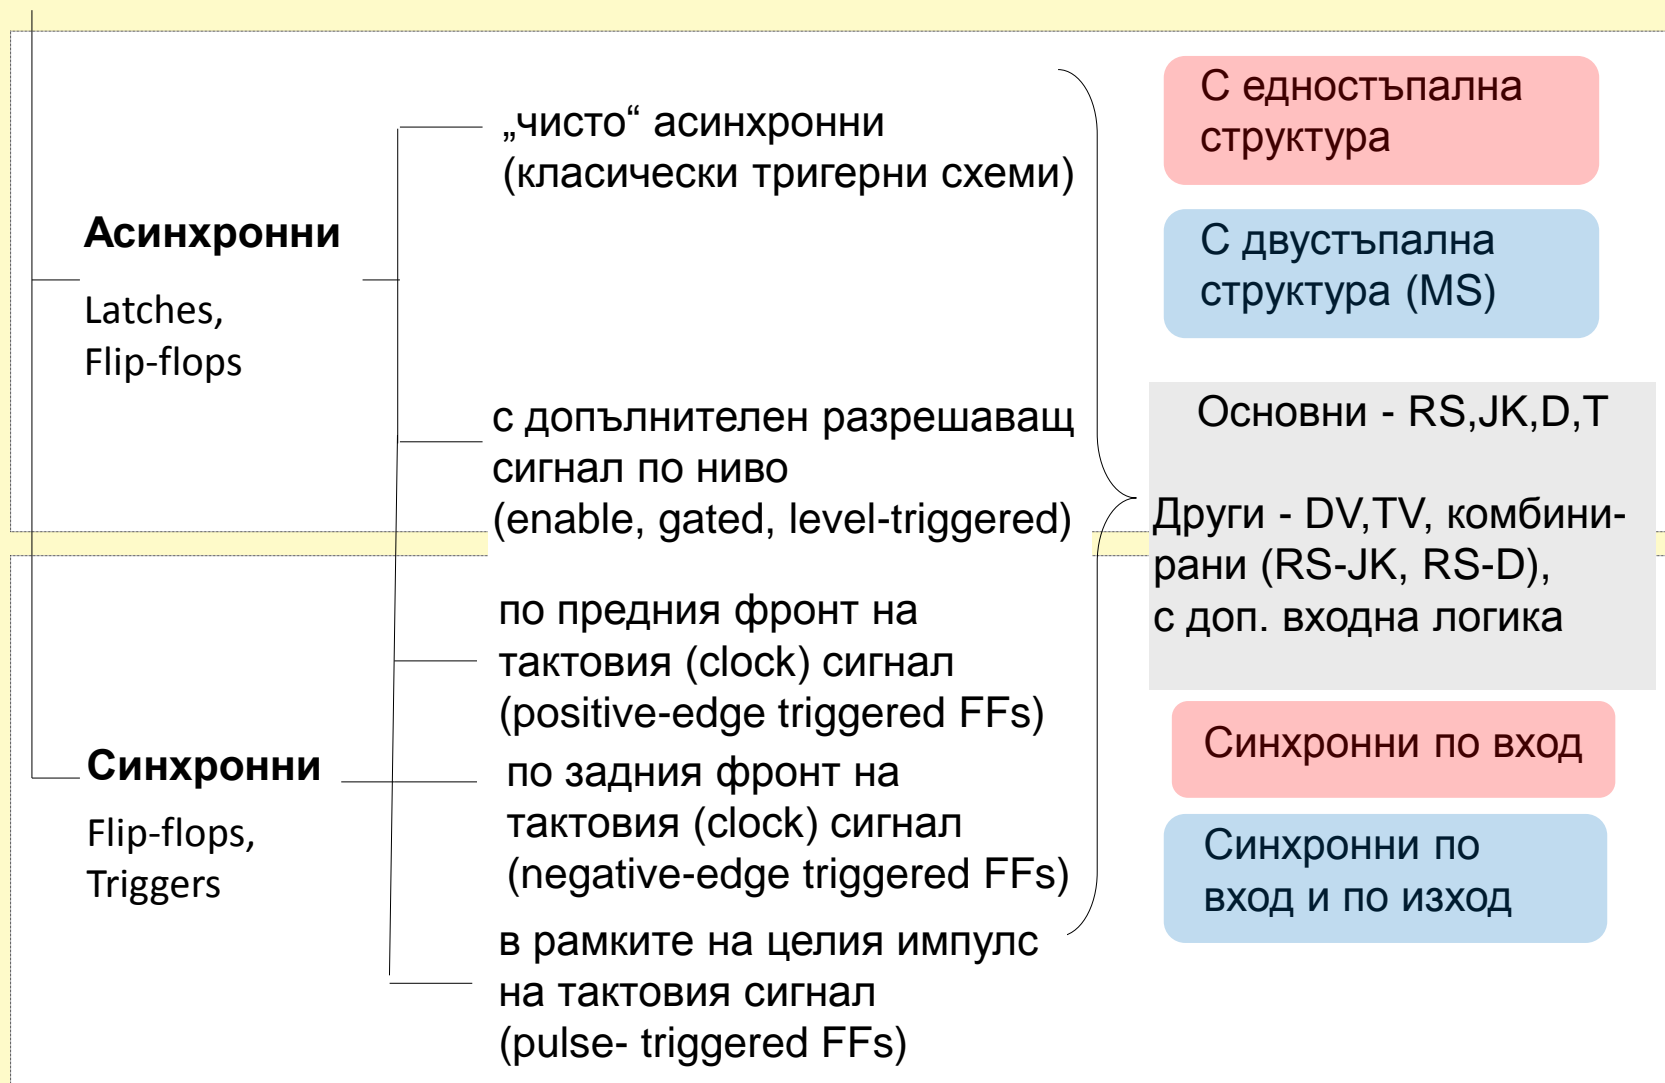 Асинхронни
Latches,
Flip-flops
„чисто“ асинхронни
(класически тригерни схеми)
с допълнителен разрешаващ
сигнал по ниво
(enable, gated, level-triggered)
Синхронни
Flip-flops,
Triggers
по предния фронт на
тактовия (clock) сигнал
(positive-edge triggered FFs)
по задния фронт на
тактовия (clock) сигнал
(negative-edge triggered FFs)
в рамките на целия импулс
на тактовия сигнал
(pulse- triggered FFs)
С едностъпална
структура
С двустъпална
структура (MS)
Основни - RS,JK,D,T
Други - DV,TV, комбини-
рани (RS-JK, RS-D),
с доп. входна логика
Синхронни по вход
Синхронни по
вход и по изход